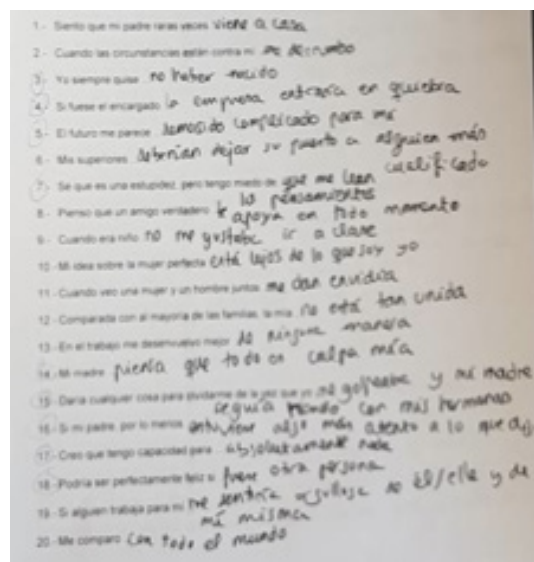 1.- Siento que mi padre raras veces viene a casa
2.- Cuando las circunstancias están contra mi me derrumbo
3.- Yo siempre quise no haber nacido
4.- Si fuese el encargado la empresa entraría en quiebra
5.- El futuro me parece demasido complicado para mi
6.- Mis superiores deberían dejar su puesto a alguien más cualificado
7.- Se que es una estupidez, pero tengo miedo de que me lean los pensamientos
8.- Pienso que un amigo verdadero te apoya en todo momento
9.- Cuando era niño no me gustaba ir a clase
10.- Mi idea sobre la mujer perfecta está lejos de lo que soy yo
11.- Cuando veo una mujer y un hombre juntos me dan envidia
12.- Comparada con al mayoría de las familias, la mía no está tan unida
13.- En el trabajo me desenvuelvo mejor de ninguna manera
14.- Mi madre piensa que todo es culpa mía
15.- Daría cualquier cosa para olvidarme de la vez que yo me golpeaba y mi madre
seguía riendo con mis hermanos
16.- Si mi padre, por lo menos estuviese algo más atento a lo que dij
17.- Creo que tengo capacidad para absolutamente nada
18.- Podría ser perfectamente feliz si fuera otra persona
19.- Si alguien trabaja para mi me sentiría orgullosa de él/ella y de
mí misma
20.- Me comparo con todo el mundo